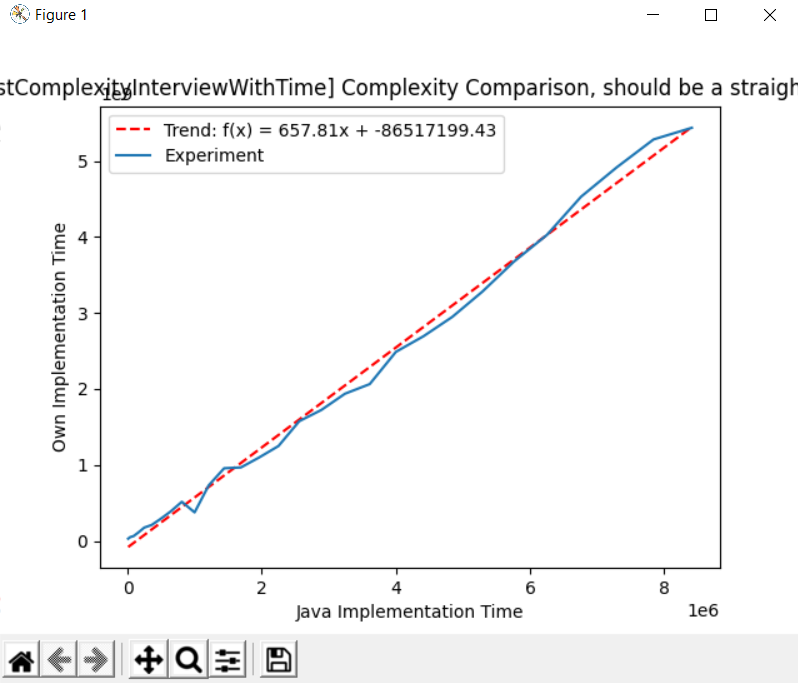 Figure 1
stComplexityInterviewWithTime] Complexity Comparison, should be a straigh
1e9
Trend: f(x) = 657.81x + -86517199.43
Experiment
5
4
3
2
1
0
Own Implementation Time
0 2 4 6 8
Java Implementation Time
1e6